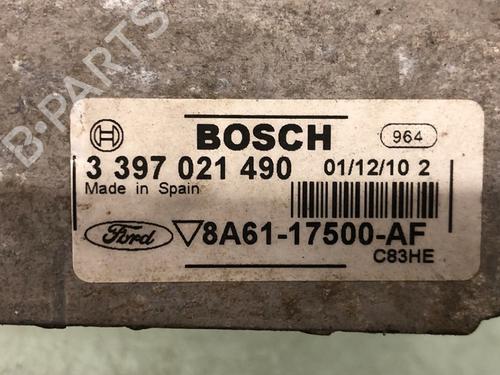 B-PARTS
BOSCH
964
3 397 021 490
01/12/10 2
Made in Spain
Ford
8A61-17500-AF
C83HE